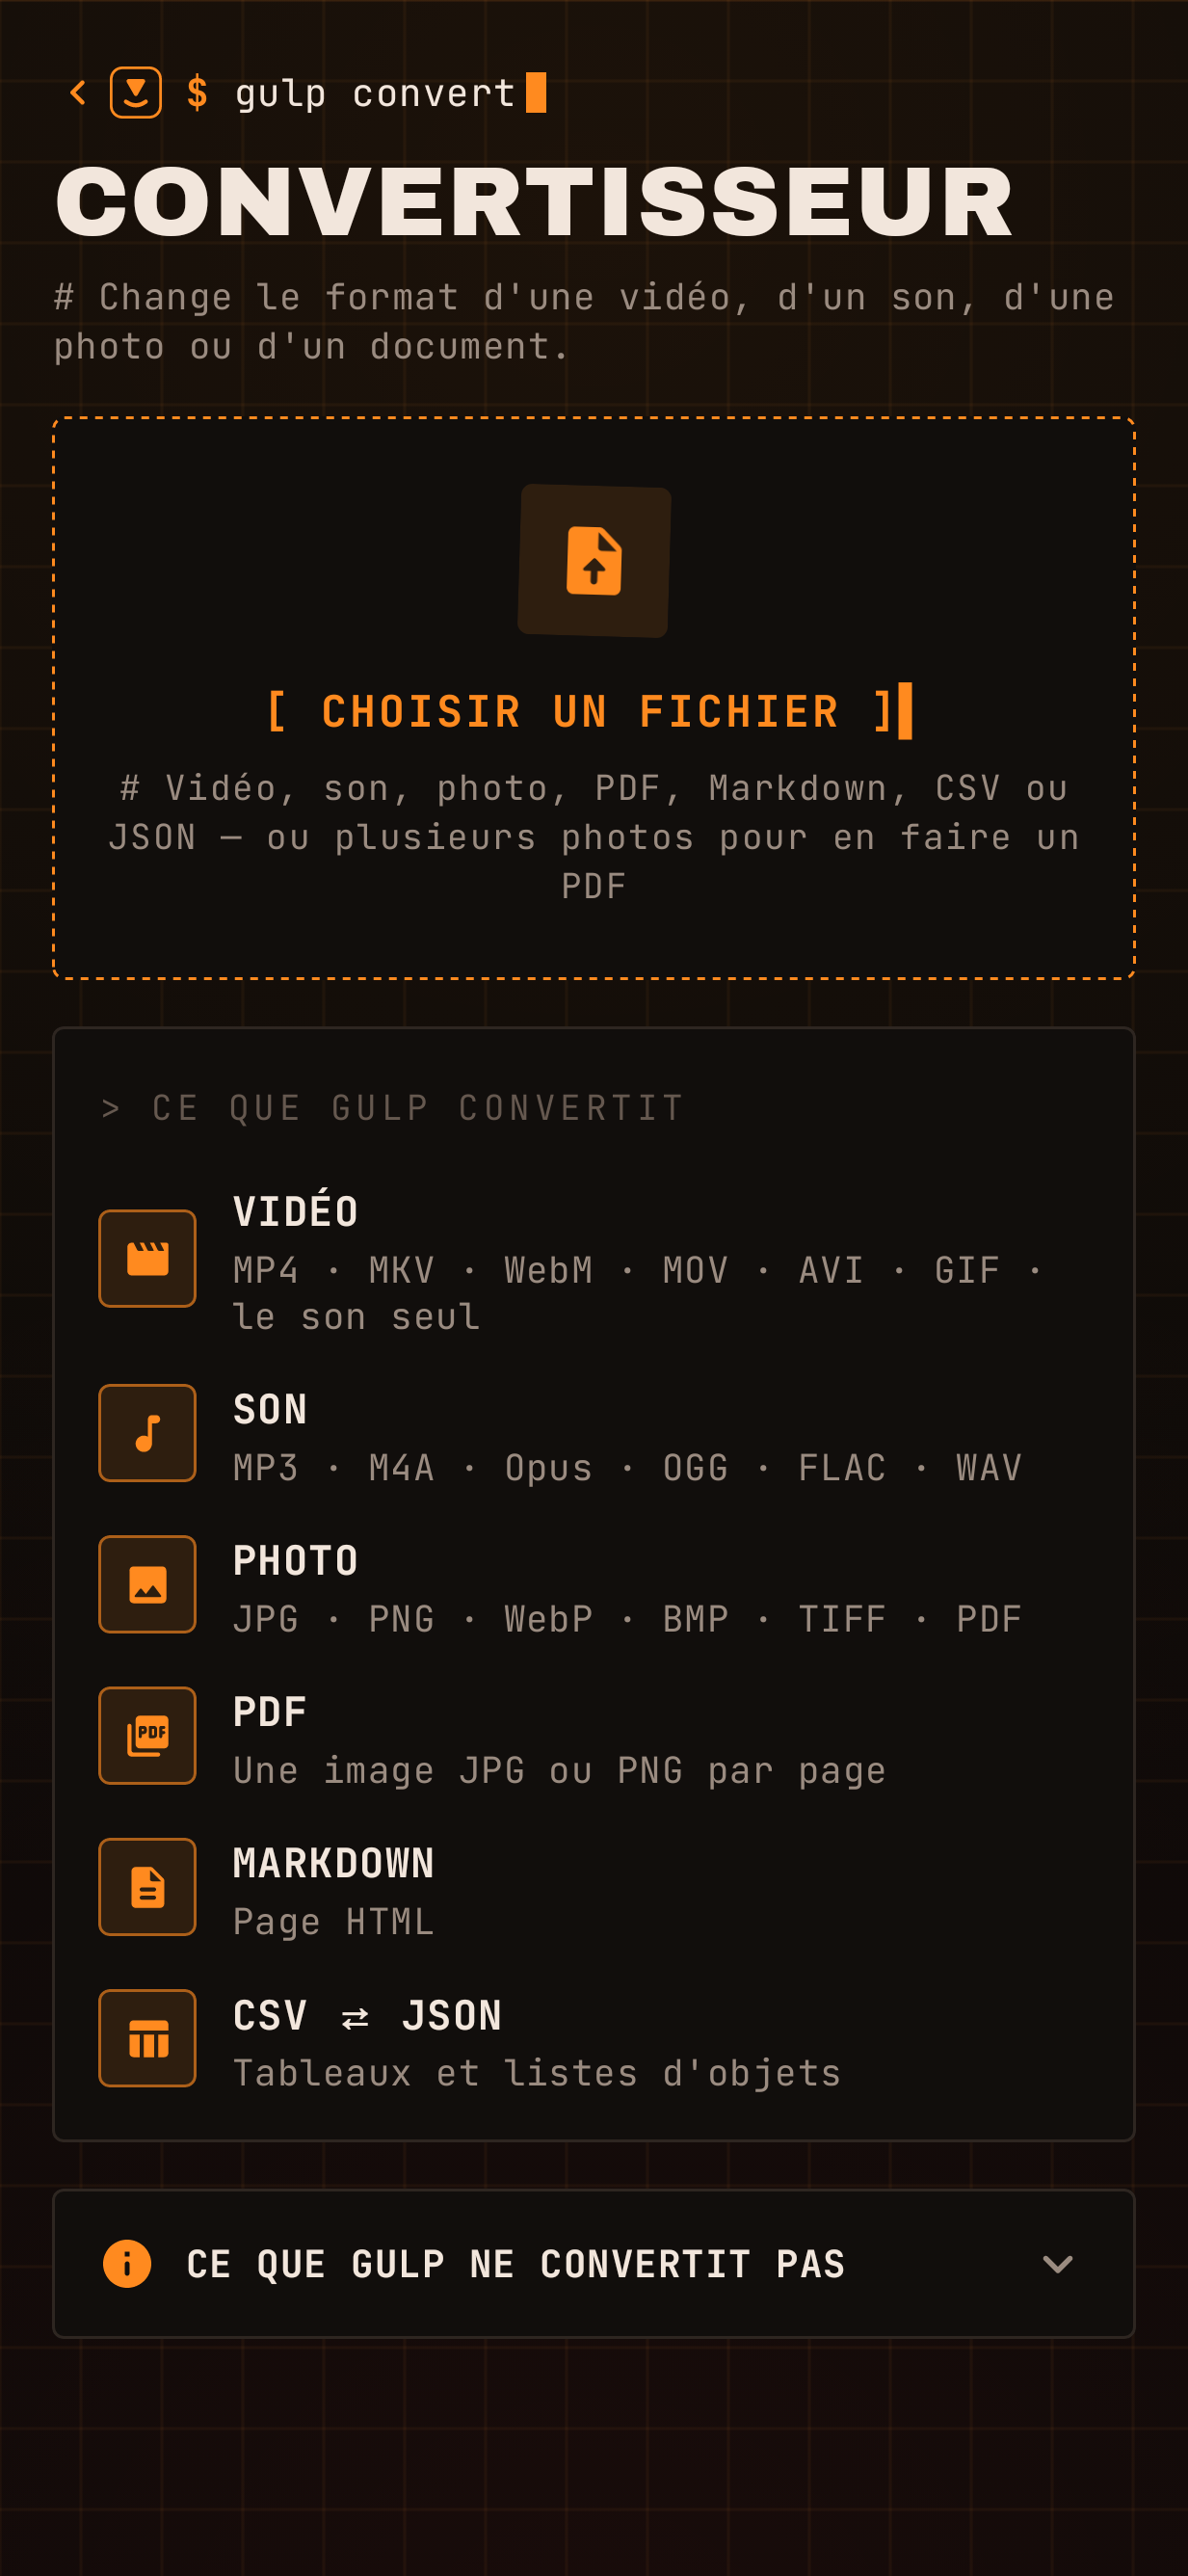 $ gulp convert
CONVERTISSEUR
# Change le format d'une vidéo, d'un son, d'une
photo ou d'un document.
[ CHOISIR UN FICHIER ]
# Vidéo, son, photo, PDF, Markdown, CSV ou
JSON — ou plusieurs photos pour en faire un
PDF
> CE QUE GULP CONVERTIT
VIDÉO
MP4 · MKV · WebM · MOV · AVI · GIF ·
le son seul
SON
MP3 · M4A · Opus · OGG · FLAC · WAV
PHOTO
JPG · PNG · WebP · BMP · TIFF · PDF
PDF
PDF
Une image JPG ou PNG par page
MARKDOWN
Page HTML
CSV ⇄ JSON
Tableaux et listes d'objets
CE QUE GULP NE CONVERTIT PAS